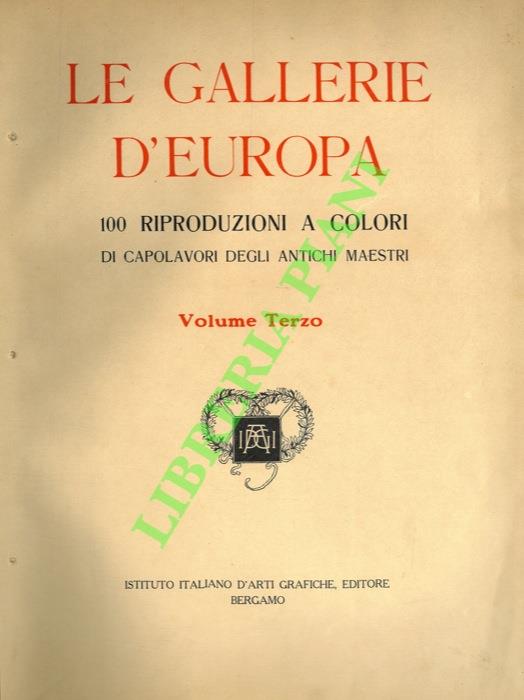 LE GALLERIE
D'EUROPA
100 RIPRODUZIONI A COLORI
DI CAPOLAVORI DEGLI ANTICHI MAESTRI
Volume Terzo
LIBRERIA PIANI
ISTITUTO ITALIANO D'ARTI GRAFICHE, EDITORE
BERGAMO